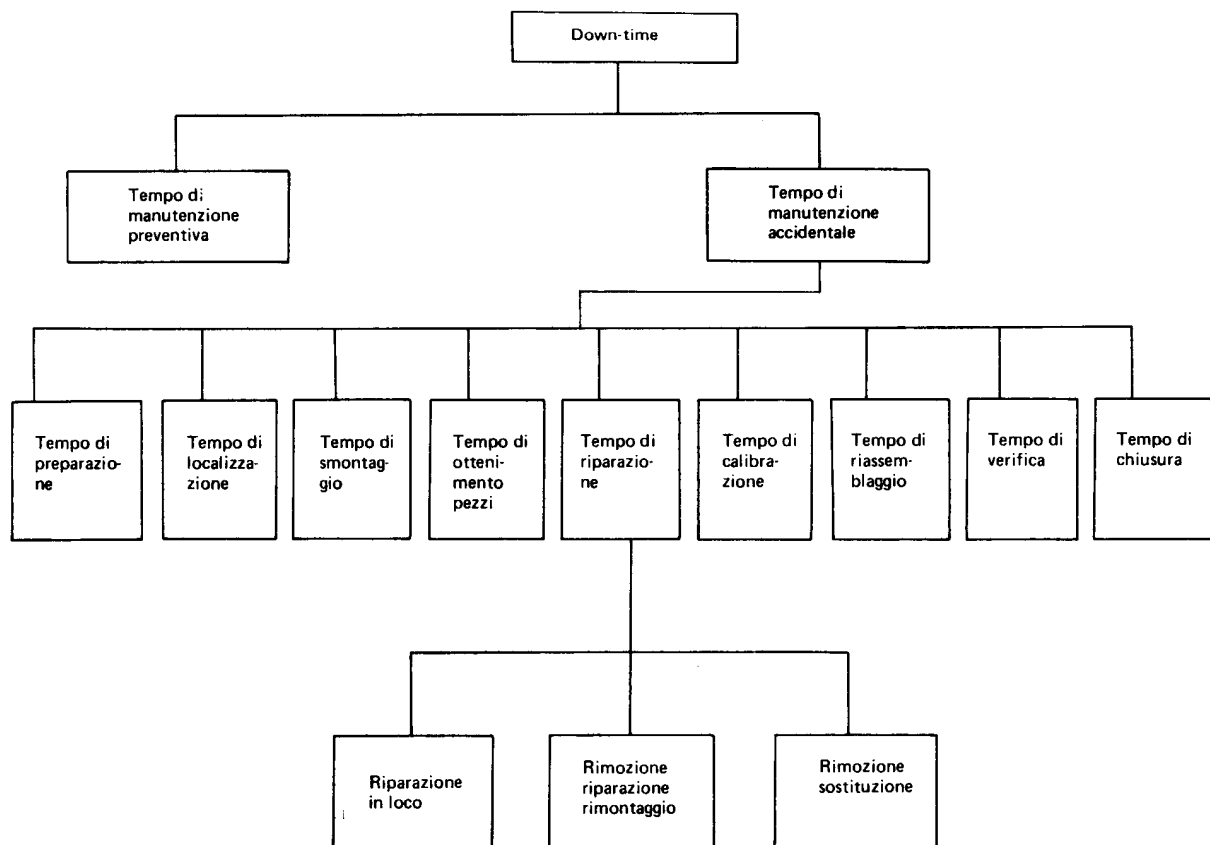 Down-time
Tempo di
manutenzione
preventiva
Tempo di
manutenzione
accidentale
Tempo di
preparazio-
ne
Tempo di
localizza-
zione
Tempo di
smontag-
gio
Tempo di
otteni-
mento
pezzi
Tempo di
riparazio-
ne
Tempo di
calibra-
zione
Tempo di
riassem-
blaggio
Tempo di
verifica
Tempo di
chiusura
Riparazione
in loco
Rimozione
riparazione
rimontaggio
Rimozione
sostituzione